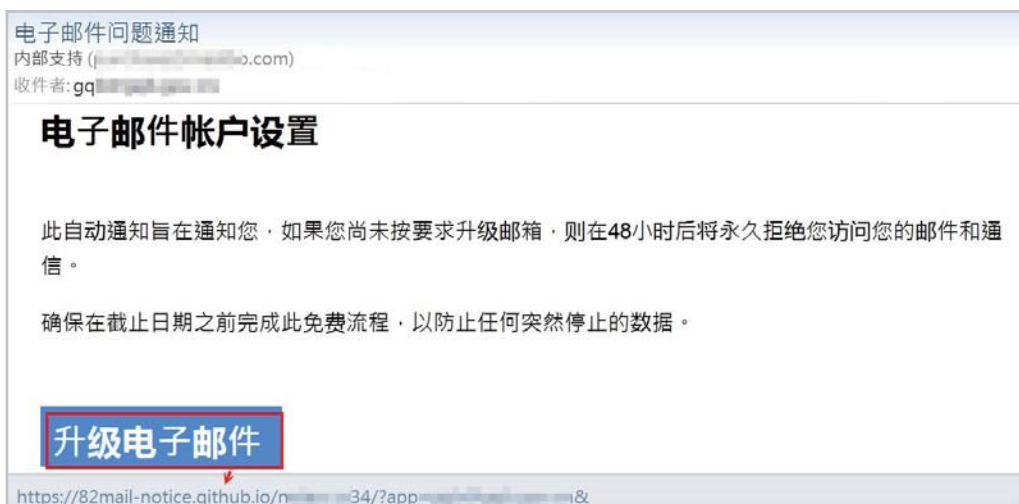 电子邮件问题通知
内部支持 (p b.com)
收件者: gq
电子邮件帐户设置
此自动通知旨在通知您，如果您尚未按要求升级邮箱，则在48小时后将永久拒绝您访问您的邮件和通
信。
确保在截止日期之前完成此免费流程，以防止任何突然停止的数据。
升级电子邮件
https://82mail-notice.github.io/n 34/?app &